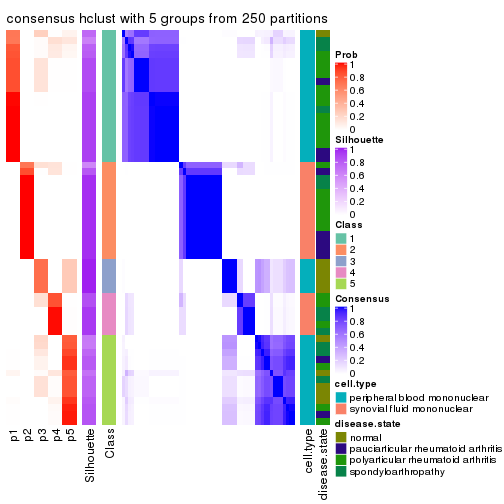 consensus hclust with 5 groups from 250 partitions
Prob
1
0.8
0.6
0.4
0.2
0
Silhouette
1
0.8
0.6
0.4
0.2
0
Class
1
2
3
4
5
Consensus
1
0.8
0.6
0.4
0.2
0
cell.type
peripheral blood mononuclear
synovial fluid mononuclear
disease.state
normal
pauciarticular rheumatoid arthritis
polyarticular rheumatoid arthritis
spondyloarthropathy
p1
p2
p3
p4
p5
Silhouette
Class
cell.type
disease.state